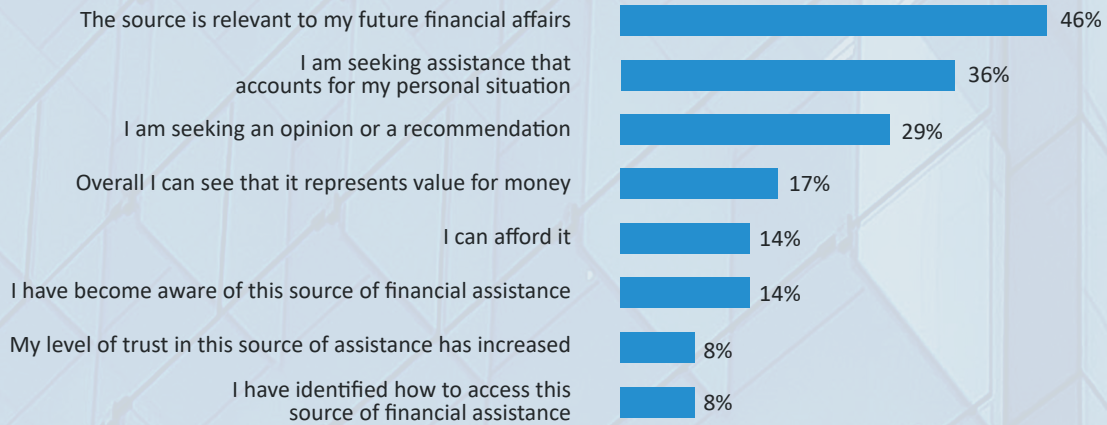 The source is relevant to my future financial affairs
46%
I am seeking assistance that
accounts for my personal situation
36%
I am seeking an opinion or a recommendation
29%
Overall I can see that it represents value for money
17%
I can afford it
14%
I have become aware of this source of financial assistance
14%
My level of trust in this source of assistance has increased
8%
I have identified how to access this
source of financial assistance
8%